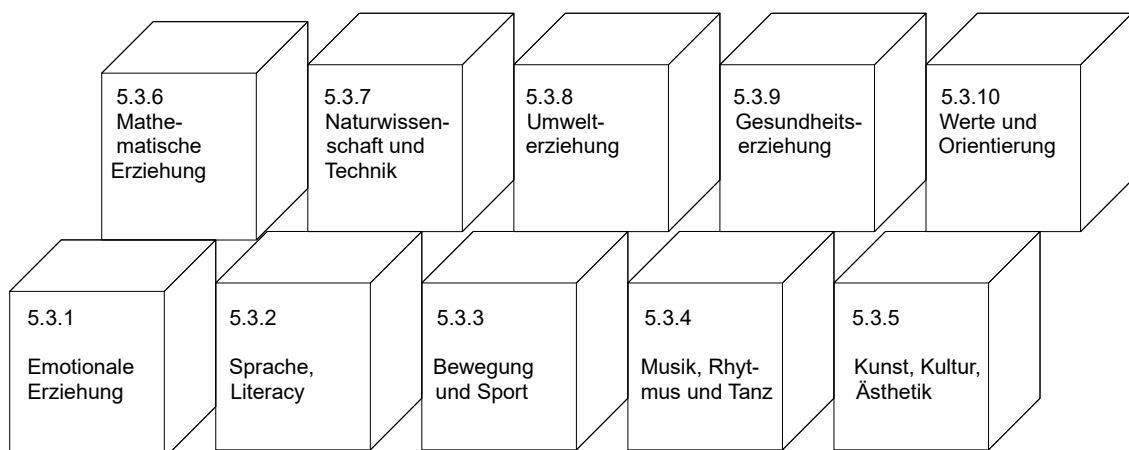 5.3.6
Mathe-
matische
Erziehung
5.3.7
Naturwissen-
schaft und
Technik
5.3.8
Umwelt-
erziehung
5.3.9
Gesundheits-
erziehung
5.3.10
Werte und
Orientierung
5.3.1
Emotionale
Erziehung
5.3.2
Sprache,
Literacy
5.3.3
Bewegung
und Sport
5.3.4
Musik, Rhyt-
mus und Tanz
5.3.5
Kunst, Kultur,
Ästhetik